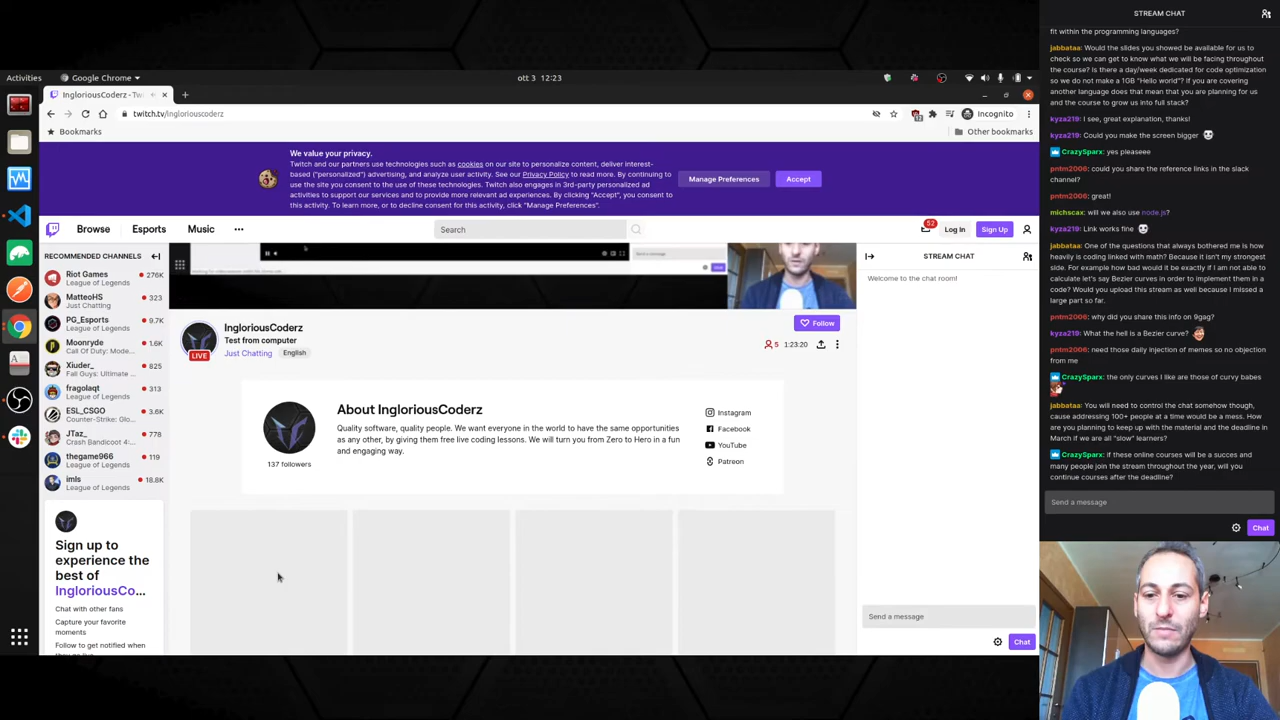 STREAM CHAT
fit within the programming languages?
jabbataa: Would the slides you showed be available for us to
check so we can get to know what we will be facing throughout
the course? Is there a day/week dedicated for code optimization
so we do not make a 1GB "Hello world"? If you are covering
another language does that mean that you are planning for us
and the course to grow us into full stack?
kyza219: I see, great explanation, thanks!
kyza219: Could you make the screen bigger
CrazySparx: yes pleaseee
pntm2006: could you share the reference links in the slack
channel?
pntm2006: great!
michscax: will we also use node.js?
kyza219: Link works fine
jabbataa: One of the questions that always bothered me is how
heavily is coding linked with math? Because it isn't my strongest
side. For example how bad would it be exactly if I am not able to
calculate let's say Bezier curves in order to implement them in a
code? Would you upload this stream as well because I missed a
large part so far.
pntm2006: why did you share this info on 9gag?
kyza219: What the hell is a Bezier curve?
pntm2006: need those daily injection of memes so no objection
from me
CrazySparx: the only curves I like are those of curvy babes
jabbataa: You will need to control the chat somehow though,
cause addressing 100+ people at a time would be a mess. How
are you planning to keep up with the material and the deadline in
March if we are all "slow" learners?
CrazySparx: if these online courses will be a succes and
many people join the stream throughout the year, will you
continue courses after the deadline?
Send a message
Chat
Activities
Google Chrome
ott 3 12:23
IngloriousCoderz - Tw
twitch.tv/ingloriouscoderz
Incognito
Bookmarks
Other bookmarks
We value your privacy.
Twitch and our partners use technologies such as cookies on our site to personalize content, deliver interest-
based ("personalized") advertising, and analyze user activity. See our
Privacy Policy to read more. By continuing
to use the site you consent to the use of these technologies. Twitch also engages in 3rd-party personalized
ad activities to support our services and to provide more relevant ad experiences. By clicking "Accept", you consent to
this activity. To learn more, or to decline consent for this activity, click "Manage Preferences".
Manage Preferences
Accept
Browse
Esports
Music
Search
52
Log In
Sign Up
RECOMMENDED CHANNELS
Riot Games
League of Legends
276K
MatteoHS
Just Chatting
323
PG_Esports
League of Legends
9.7K
Moonryde
Call Of Duty: Mode...
1.6K
Xiuder_
Fall Guys: Ultimate ...
825
fragolaqt
League of Legends
313
ESL_CSGO
Counter-Strike: Glo...
3.6K
JTaz_
Crash Bandicoot 4:...
778
thegame966
League of Legends
119
imls
League of Legends
18.8K
Sign up to
experience the
best of
IngloriousCo...
Chat with other fans
Capture your favorite
moments
Follow to get notified when
IngloriousCoderz
Test from computer
Just Chatting
English
LIVE
Follow
5
1:23:20
About IngloriousCoderz
Quality software, quality people. We want everyone in the world to have the same opportunities
as any other, by giving them free live coding lessons. We will turn you from Zero to Hero in a fun
and engaging way.
137 followers
Instagram
Facebook
YouTube
Patreon
STREAM CHAT
Welcome to the chat room!
Send a message
Chat